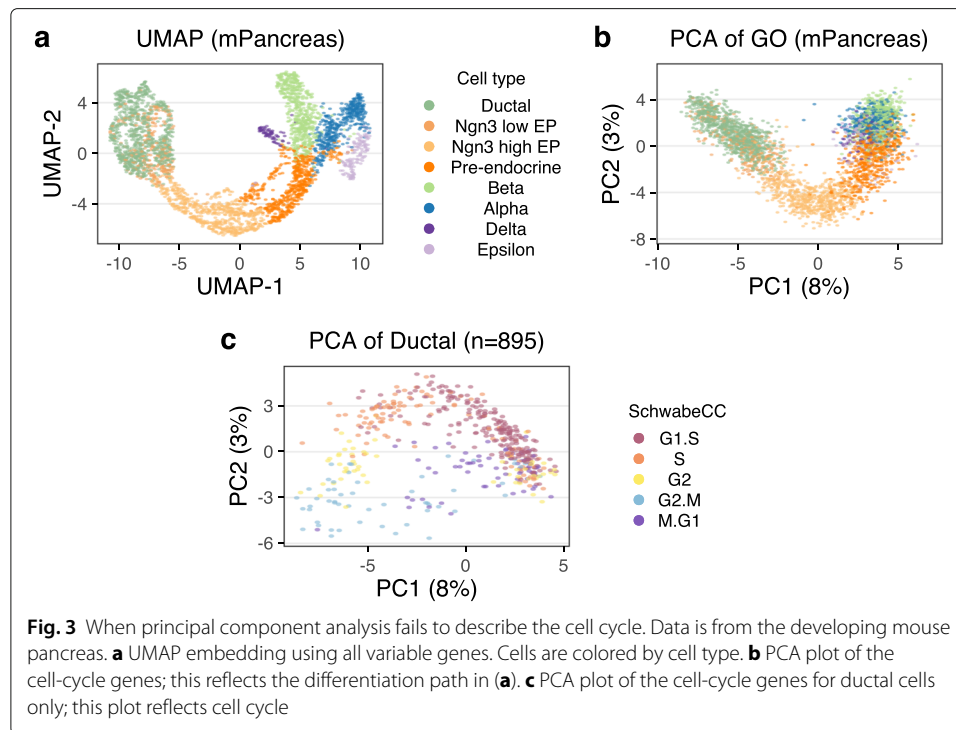 a
UMAP (mPancreas)
UMAP-2
4
0
-4
-10
-5
0
5
10
UMAP-1
Cell type
Ductal
Ngn3 low EP
Ngn3 high EP
Pre-endocrine
Beta
Alpha
Delta
Epsilon
b
PCA of GO (mPancreas)
PC2 (3%)
4
0
-4
-8
-10
-5
0
5
PC1 (8%)
c
PCA of Ductal (n=895)
PC2 (3%)
3
0
-3
-6
-5
0
5
PC1 (8%)
SchwabeCC
G1.S
S
G2
G2.M
M.G1
Fig. 3 When principal component analysis fails to describe the cell cycle. Data is from the developing mouse
pancreas. a UMAP embedding using all variable genes. Cells are colored by cell type. b PCA plot of the
cell-cycle genes; this reflects the differentiation path in (a). c PCA plot of the cell-cycle genes for ductal cells
only; this plot reflects cell cycle